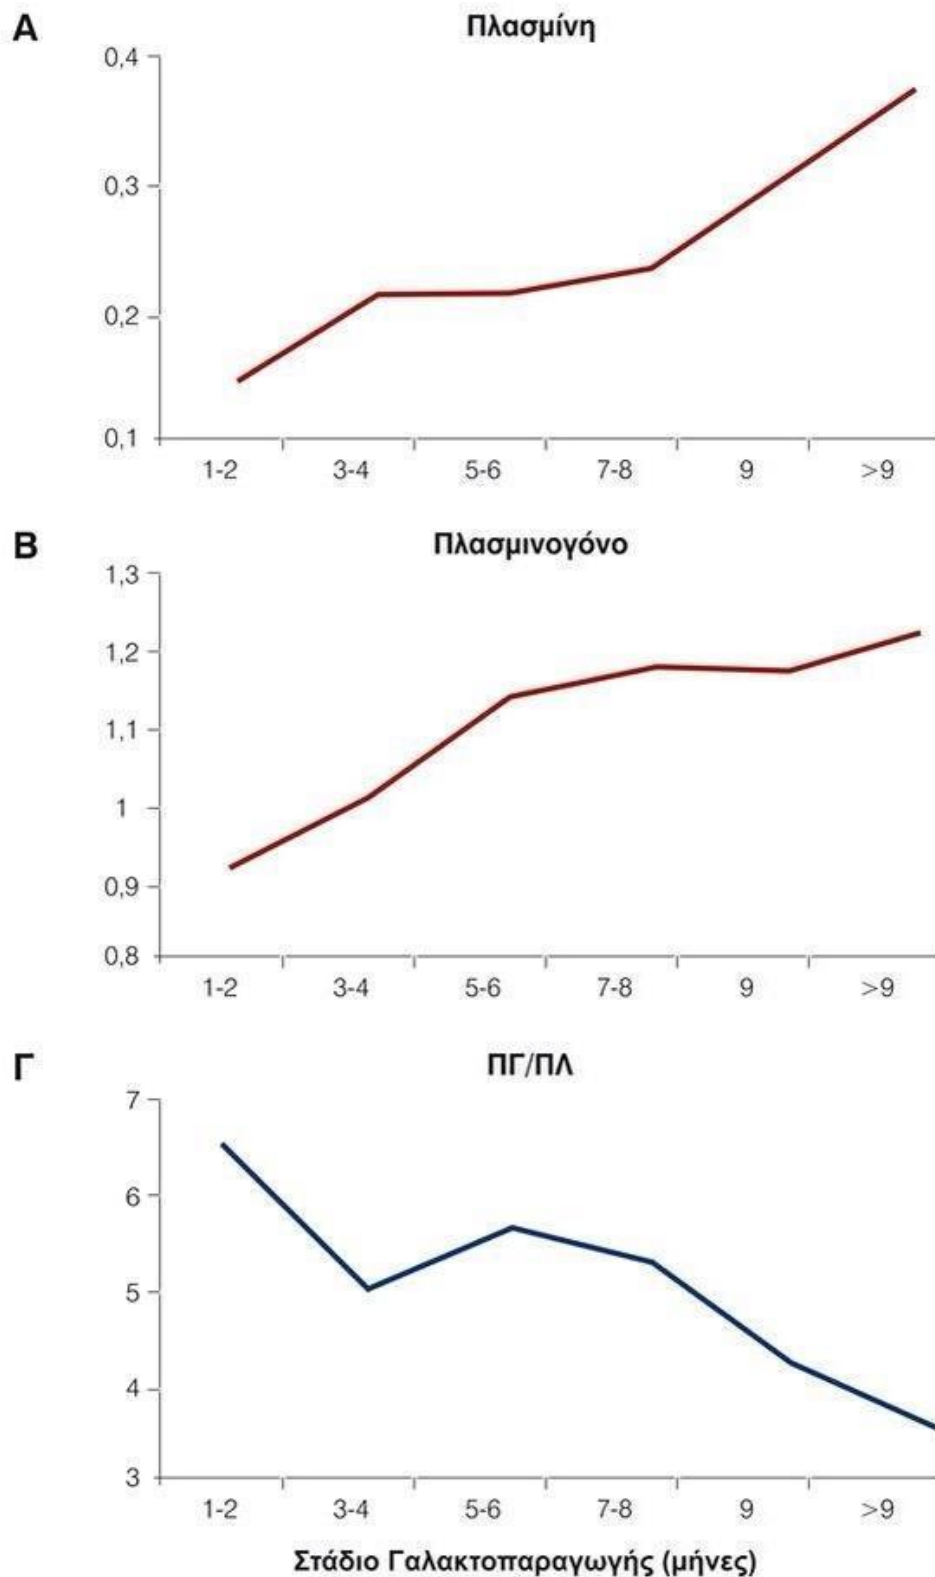 Α
Πλασμίνη
0,4
0,3
0,2
0,1
1-2 3-4 5-6 7-8 9 >9
Β
Πλασμινογόνο
1,3
1,2
1,1
1
0,9
0,8
1-2 3-4 5-6 7-8 9 >9
Γ
ΠΓ/ΠΛ
7
6
5
4
3
1-2 3-4 5-6 7-8 9 >9
Στάδιο Γαλακτοπαραγωγής (μήνες)